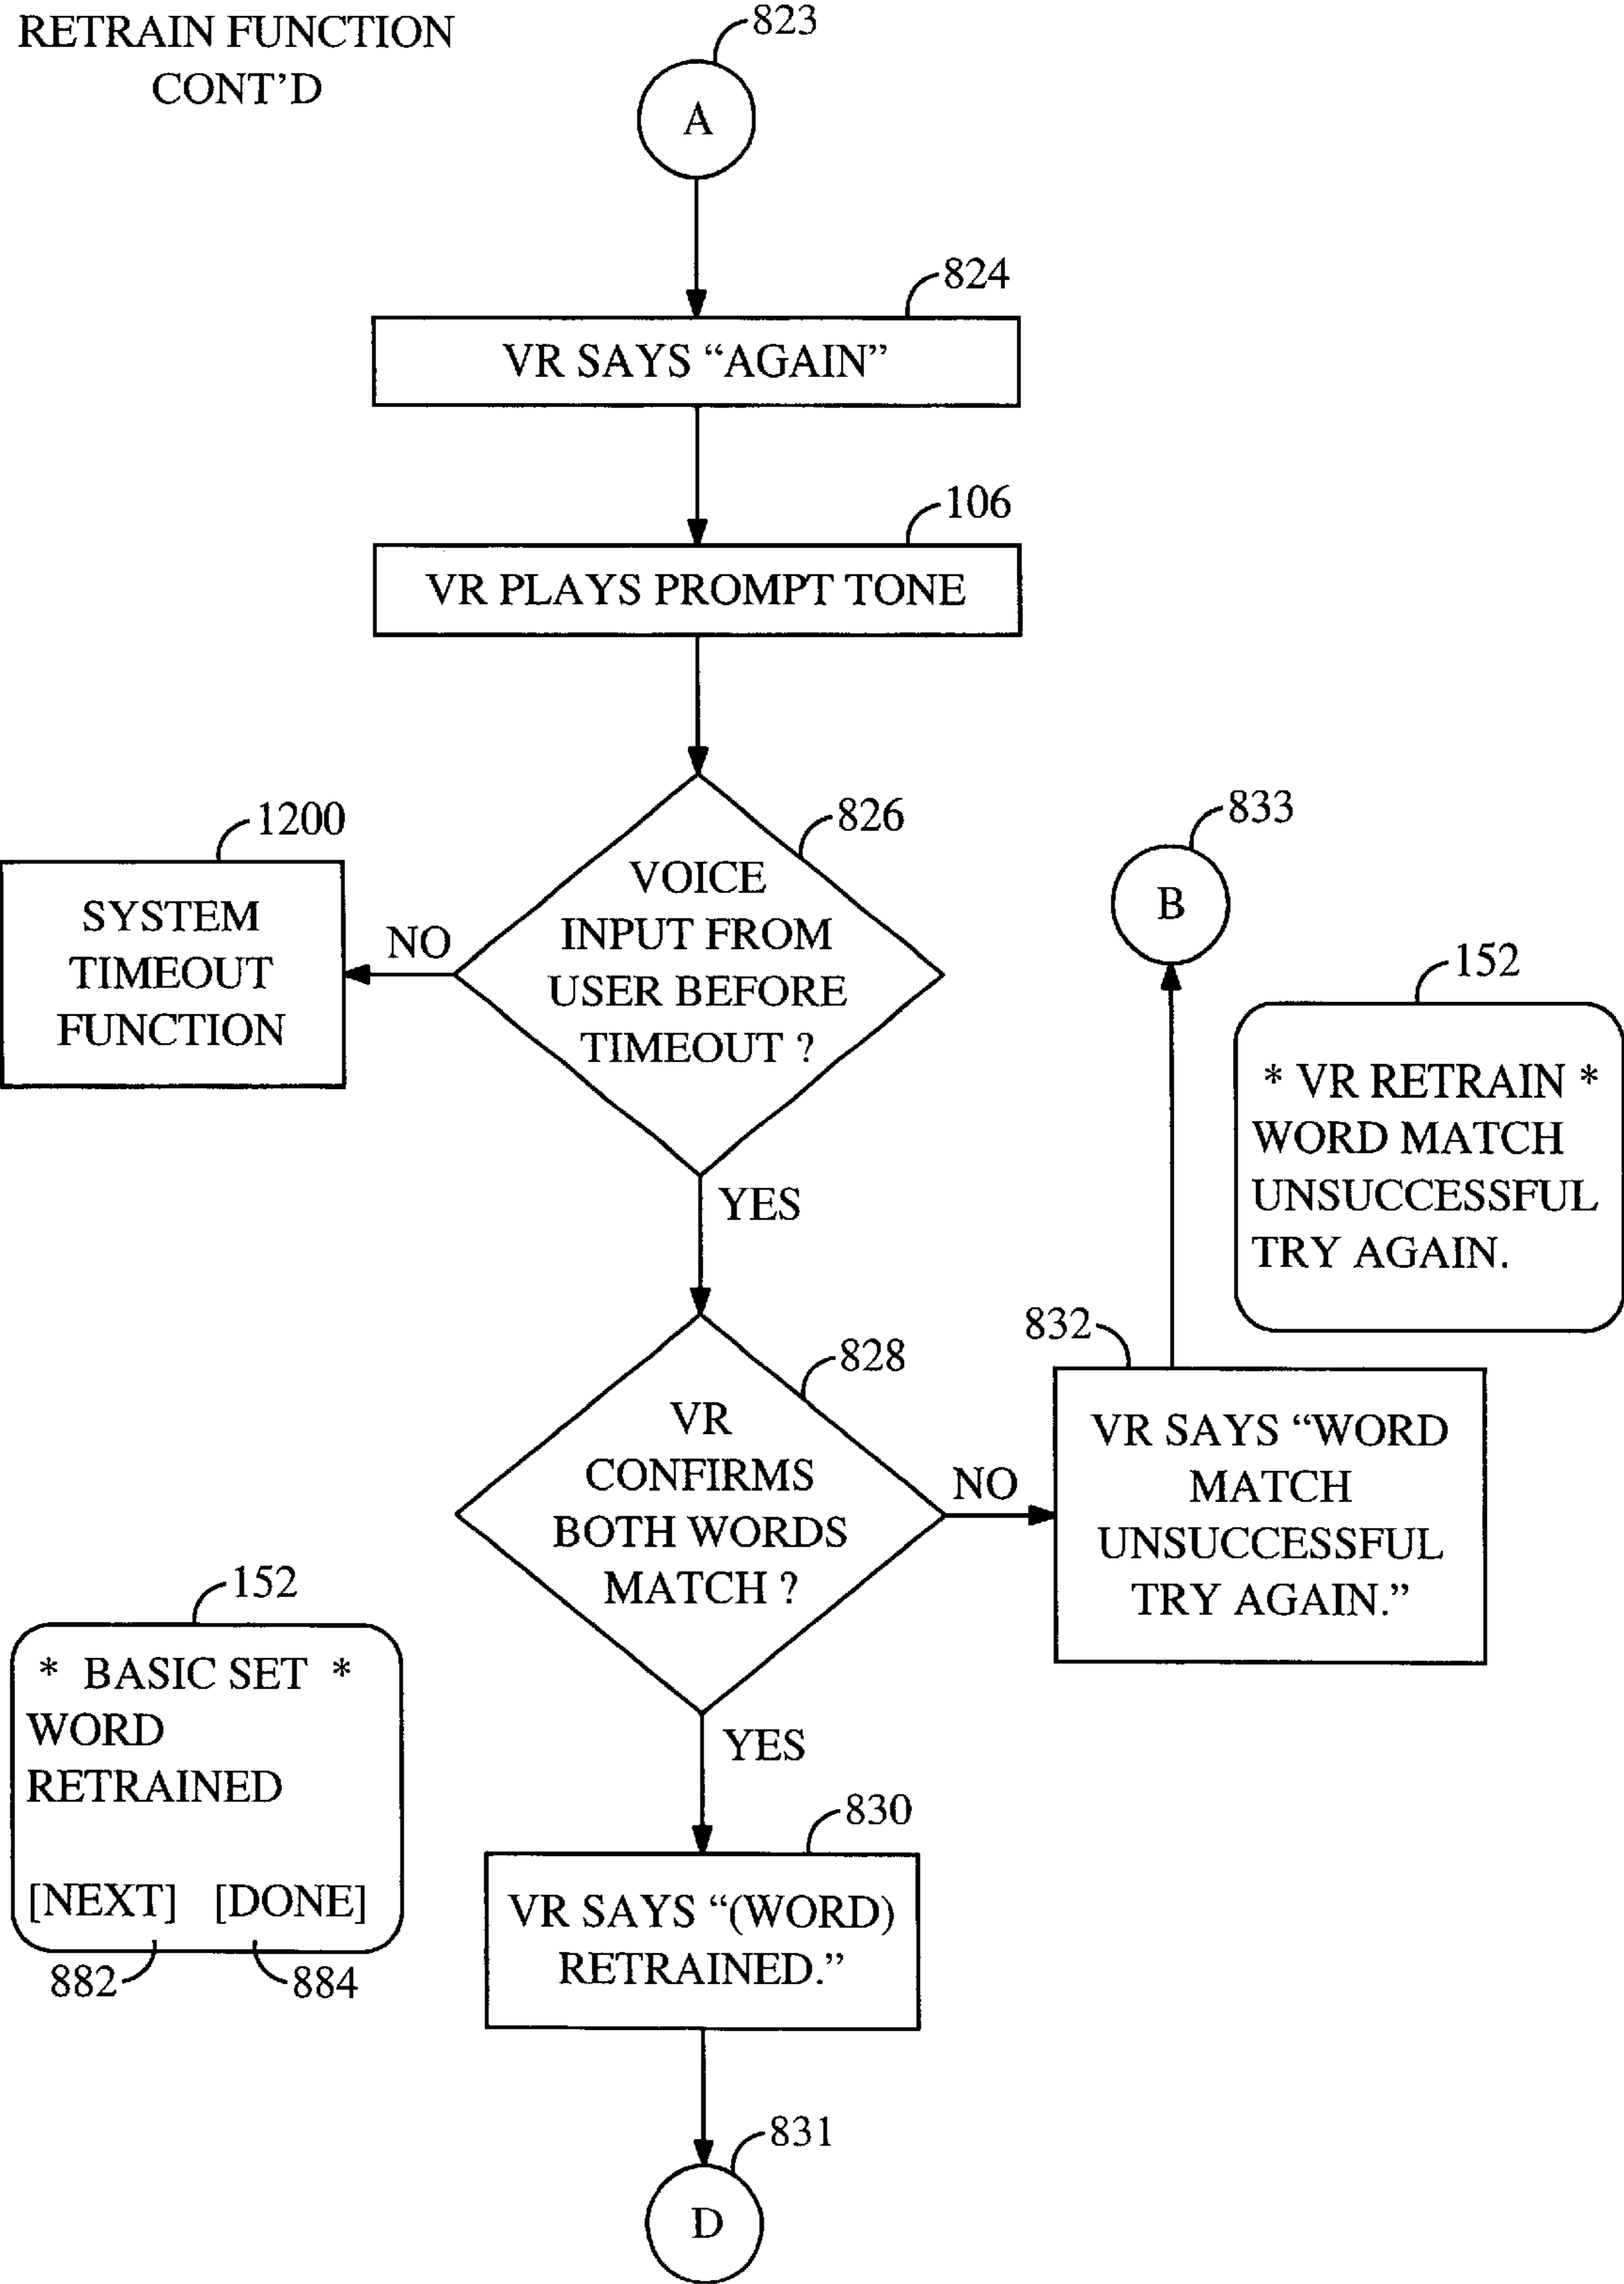 RETRAIN FUNCTION
CONT'D
823
A
824
VR SAYS “AGAIN”
106
VR PLAYS PROMPT TONE
826
VOICE
INPUT FROM
USER BEFORE
TIMEOUT ?
NO
1200
SYSTEM
TIMEOUT
FUNCTION
833
B
152
* VR RETRAIN *
WORD MATCH
UNSUCCESSFUL
TRY AGAIN.
YES
828
VR
CONFIRMS
BOTH WORDS
MATCH ?
NO
832
VR SAYS “WORD
MATCH
UNSUCCESSFUL
TRY AGAIN.”
152
* BASIC SET *
WORD
RETRAINED
[NEXT] [DONE]
882
884
YES
830
VR SAYS “(WORD)
RETRAINED.”
831
D